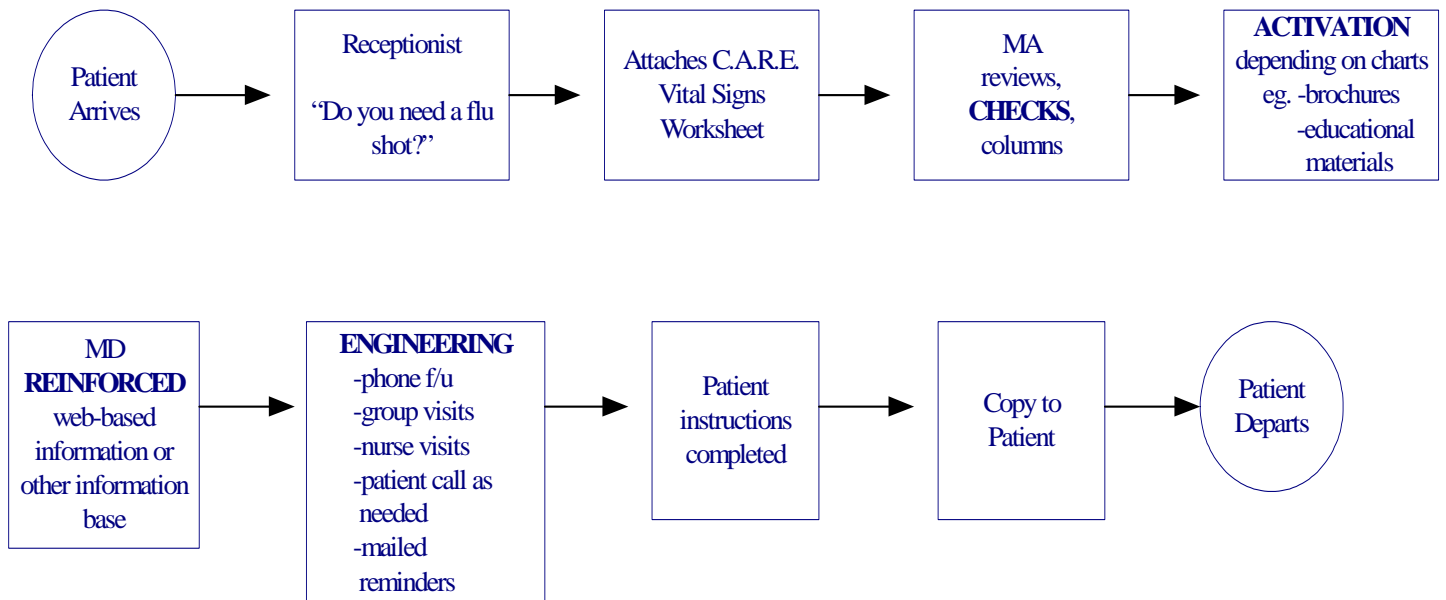 Patient
Arrives
Receptionist
“Do you need a flu
shot?”
Attaches C.A.R.E.
Vital Signs
Worksheet
MA
reviews,
CHECKS,
columns
ACTIVATION
depending on charts
eg. -brochures
-educational
materials
MD
REINFORCED
web-based
information or
other information
base
ENGINEERING
-phone f/u
-group visits
-nurse visits
-patient call as
needed
-mailed
reminders
Patient
instructions
completed
Copy to
Patient
Patient
Departs